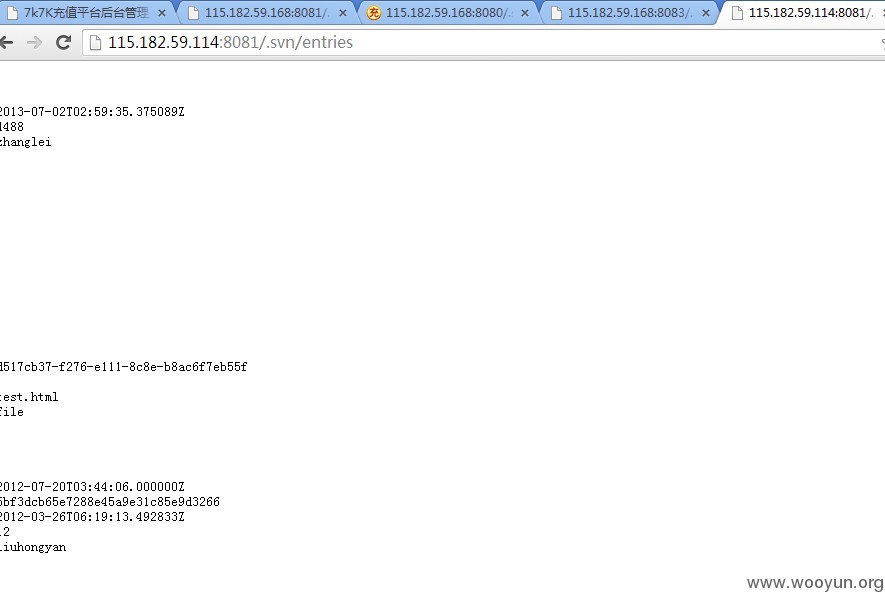 7k7K充值平台后台管理
115.182.59.168:8081/.
115.182.59.168:8080/.
115.182.59.168:8083/.
115.182.59.114:8081/.
115.182.59.114:8081/.svn/entries
2013-07-02T02:59:35.375089Z
1488
zhanglei
d517cb37-f276-e111-8c8e-b8ac6f7eb55f
test.html
file
2012-07-20T03:44:06.000000Z
5bf3dcb65e7288e45a9e31c85e9d3266
2012-03-26T06:19:13.492833Z
12
liuhongyan
www.wooyun.org